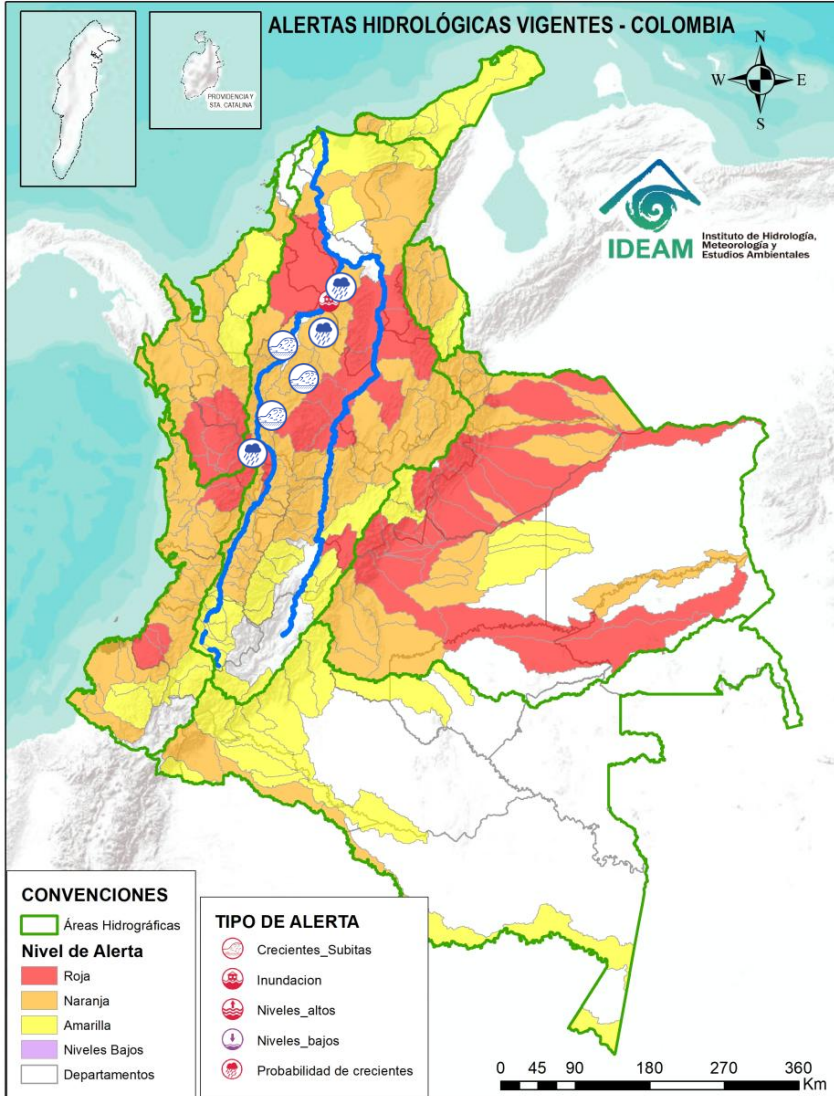 ALERTAS HIDROLÓGICAS VIGENTES - COLOMBIA
PROVIDENCIA Y
STA. CATALINA
N
W
E
S
IDEAM
Instituto de Hidrología,
Meteorología y
Estudios Ambientales
CONVENCIONES
Áreas Hidrográficas
Nivel de Alerta
Roja
Naranja
Amarilla
Niveles Bajos
Departamentos
TIPO DE ALERTA
Crecientes_Subitas
Inundacion
Niveles_altos
Niveles_bajos
Probabilidad de crecientes
0 45 90 180 270 360
Km